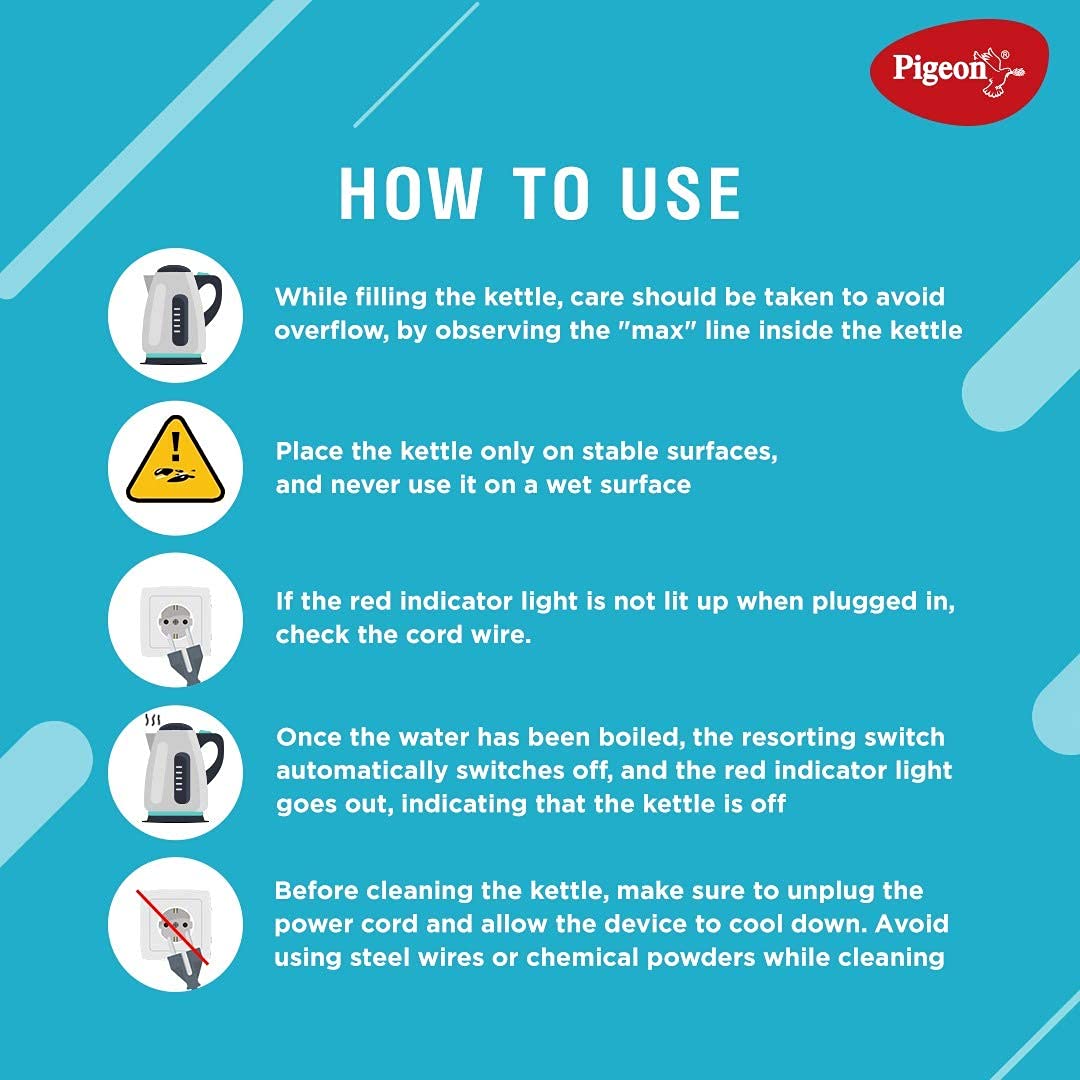 Pigeon®
HOW TO USE
While filling the kettle, care should be taken to avoid
overflow, by observing the "max" line inside the kettle
Place the kettle only on stable surfaces,
and never use it on a wet surface
If the red indicator light is not lit up when plugged in,
check the cord wire.
Once the water has been boiled, the resorting switch
automatically switches off, and the red indicator light
goes out, indicating that the kettle is off
Before cleaning the kettle, make sure to unplug the
power cord and allow the device to cool down. Avoid
using steel wires or chemical powders while cleaning